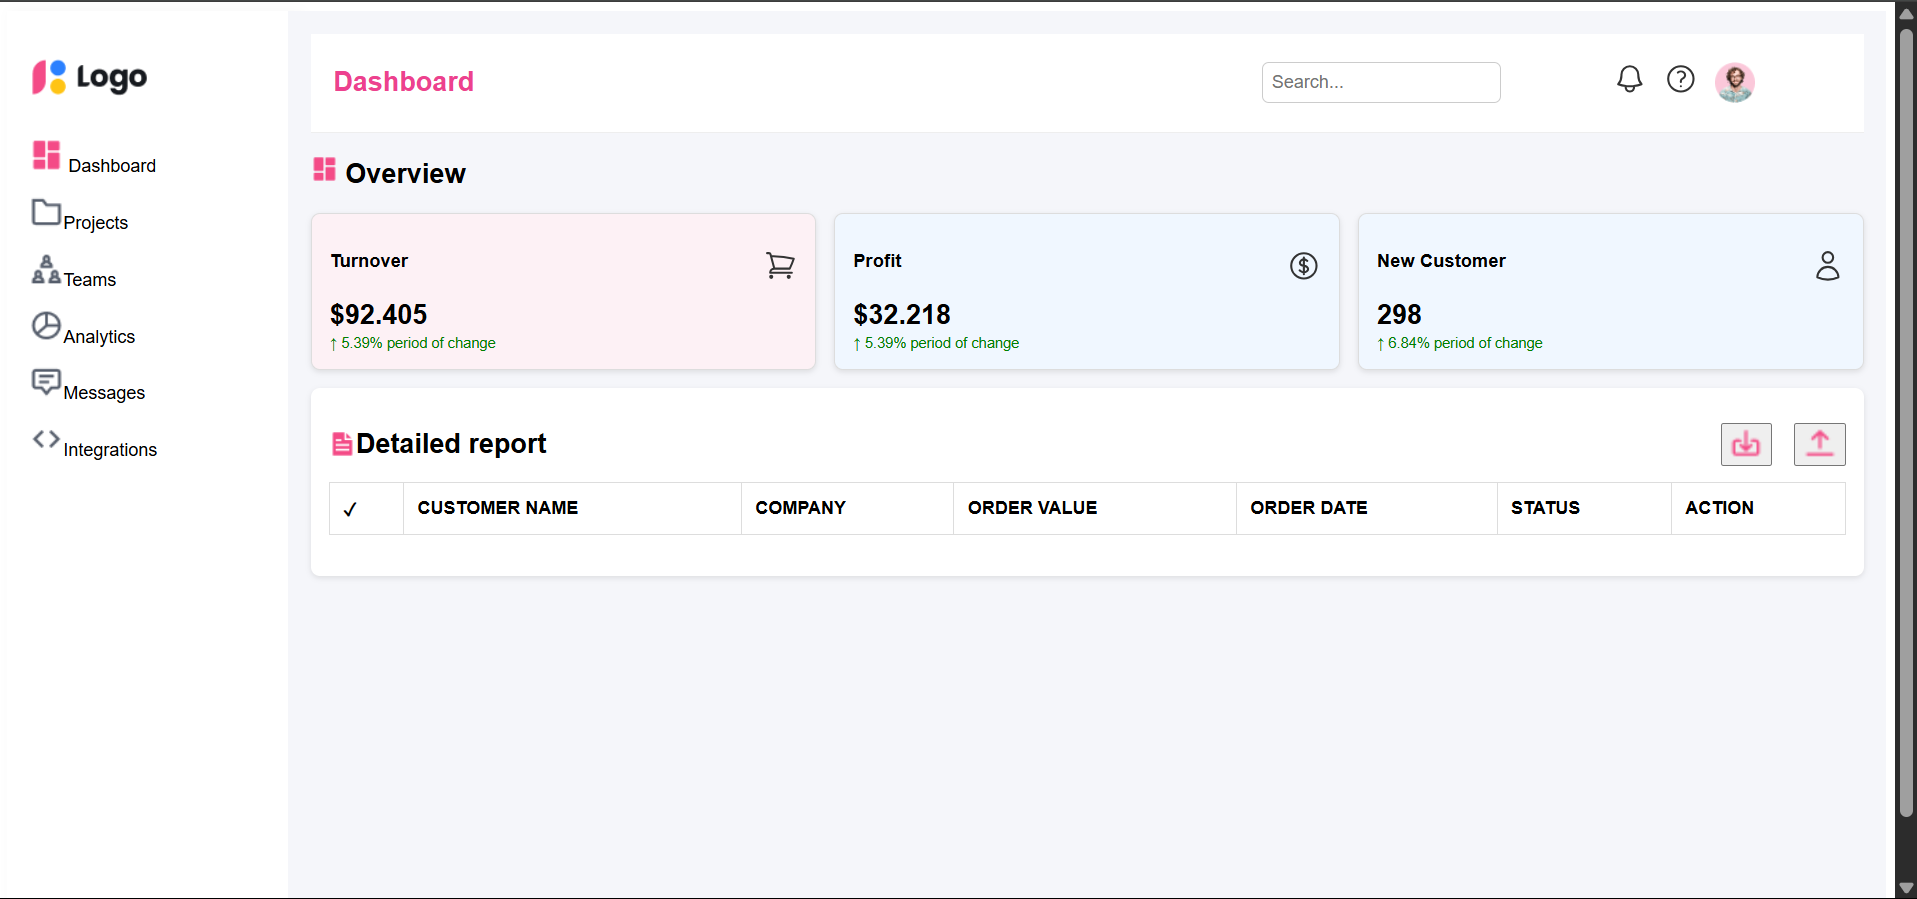 Logo
Dashboard
Projects
Teams
Analytics
Messages
Integrations
Dashboard
Search...
Overview
Turnover
$92.405
↑ 5.39% period of change
Profit
$32.218
↑ 5.39% period of change
New Customer
298
↑ 6.84% period of change
Detailed report
✓ CUSTOMER NAME COMPANY ORDER VALUE ORDER DATE STATUS ACTION